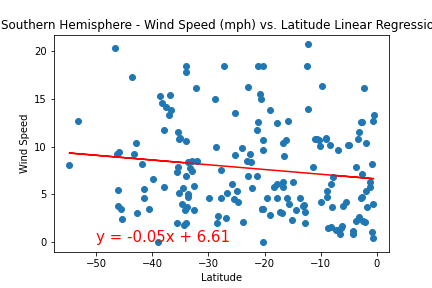 Southern Hemisphere - Wind Speed (mph) vs. Latitude Linear Regressio
Wind Speed
20
15
10
5
0
y = -0.05x + 6.61
−50
−40
−30
−20
−10
0
Latitude